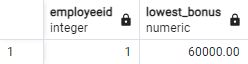 employeeid lowest_bonus
integer numeric
1 1 60000.00